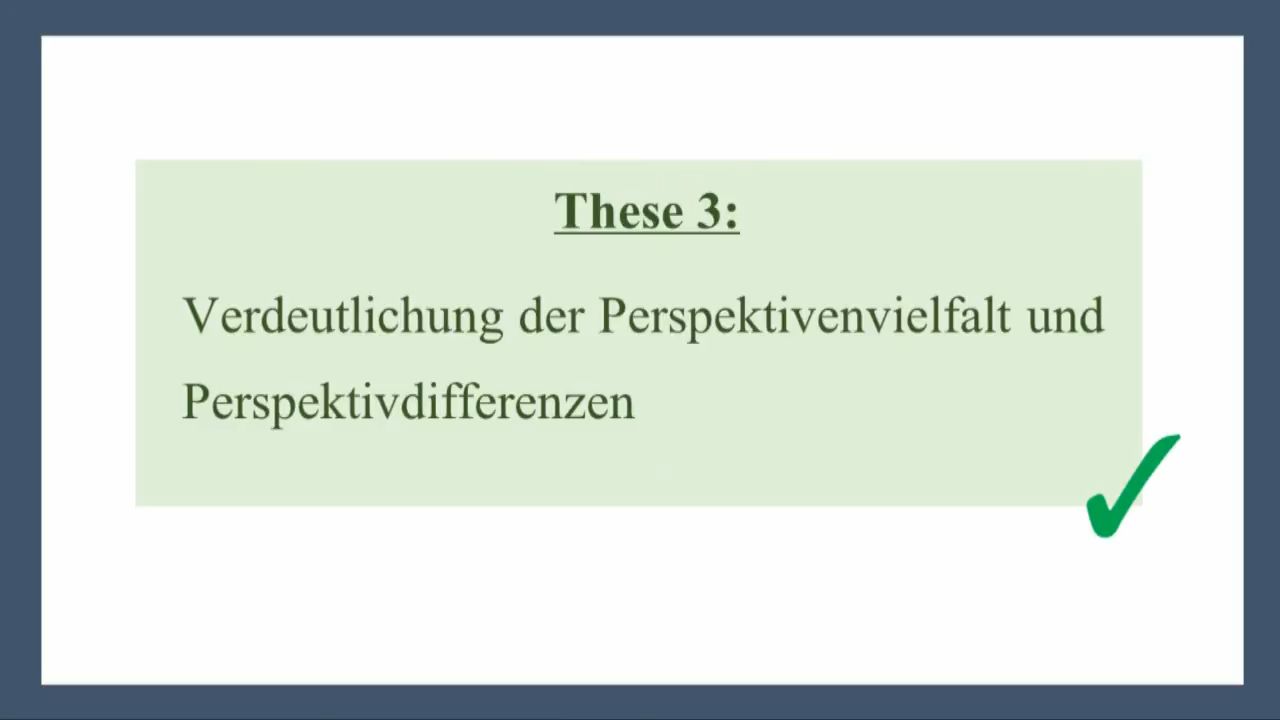 These 3:
Verdeutlichung der Perspektivenvielfalt und
Perspektivdifferenzen